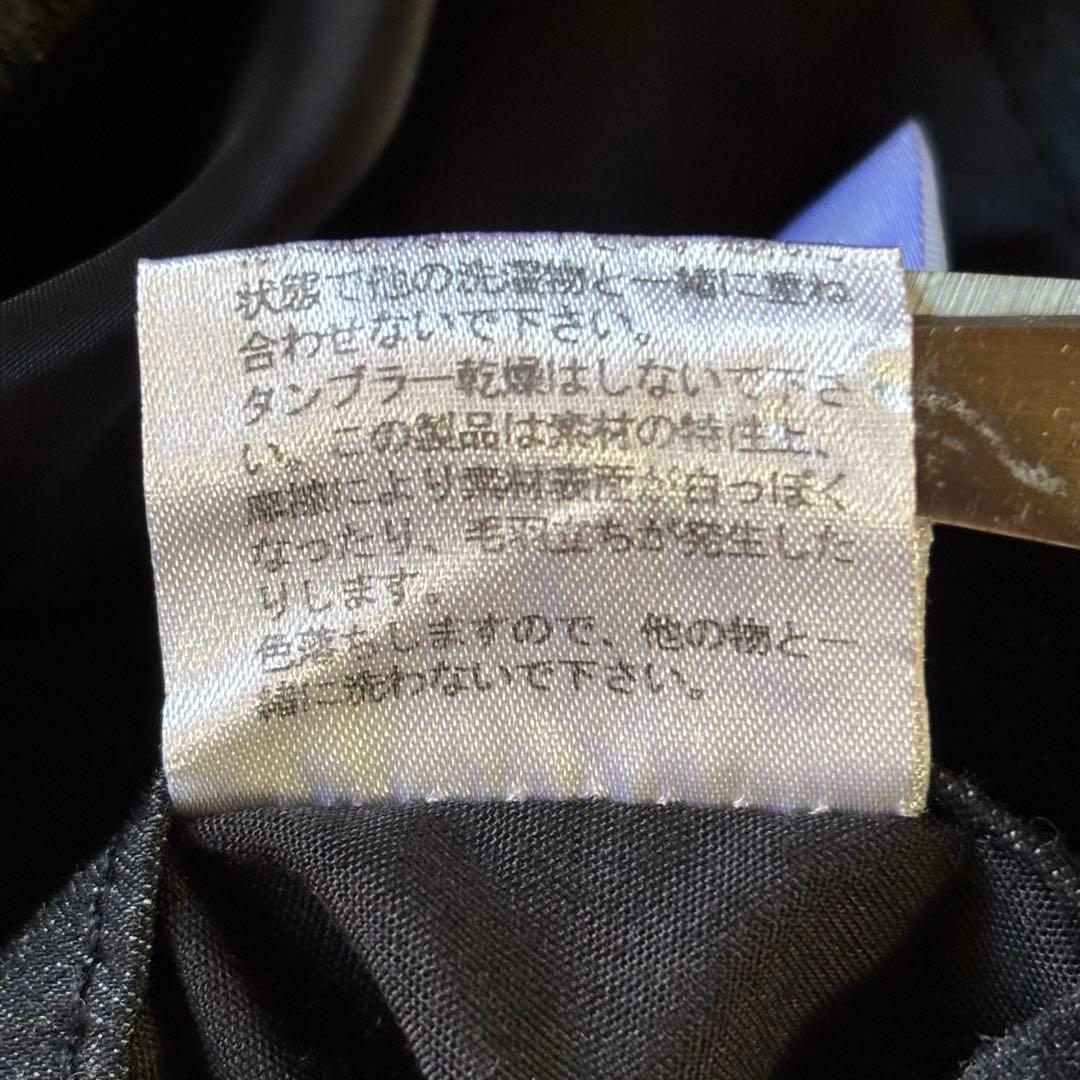 状態で他の洗濯物と一緒に重ね
合わせないで下さい。
タンブラー乾燥はしないで下さ
い。この製品は素材の特性上、
摩擦により素材表面が白っぽく
なったり、毛羽立ちが発生した
りします。
色落ちしますので、他の物と一
緒に洗わないで下さい。